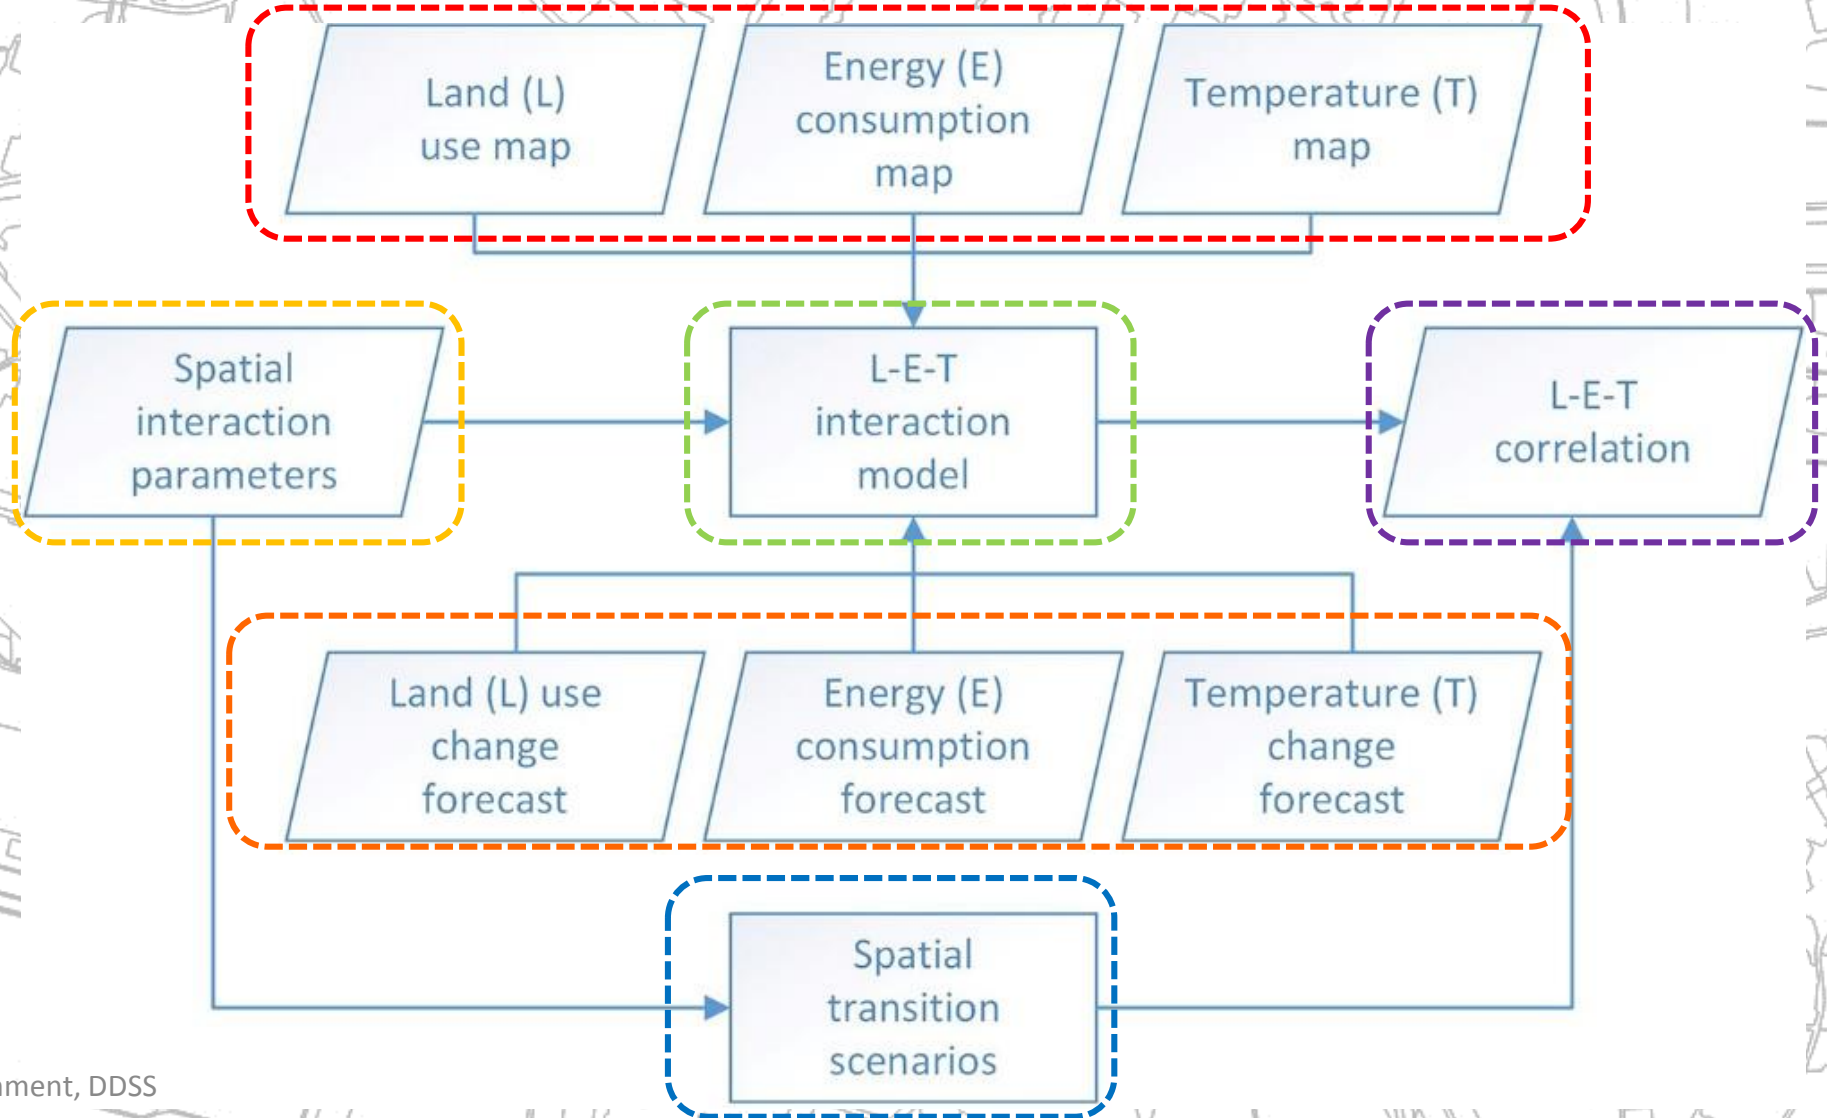 Land (L)
use map
Energy (E)
consumption
map
Temperature (T)
map
Spatial
interaction
parameters
L-E-T
interaction
model
L-E-T
correlation
Land (L) use
change
forecast
Energy (E)
consumption
forecast
Temperature (T)
change
forecast
Spatial
transition
scenarios
DDSS